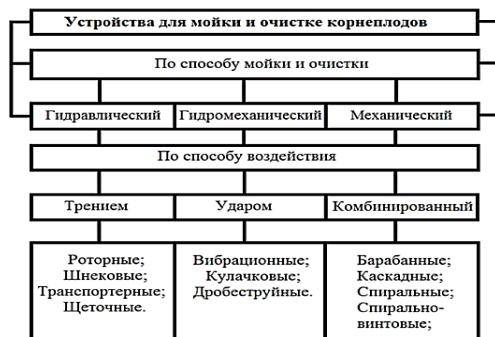 Устройства для мойки и очистке корнеплодов
По способу мойки и очистки
Гидравлический
Гидромеханический
Механический
По способу воздействия
Трением
Ударом
Комбинированный
Роторные;
Шнековые;
Транспортерные;
Щеточные.
Вибрационные;
Кулачковые;
Дробеструйные.
Барабанные;
Каскадные;
Спиральные;
Спирально-
винтовые;